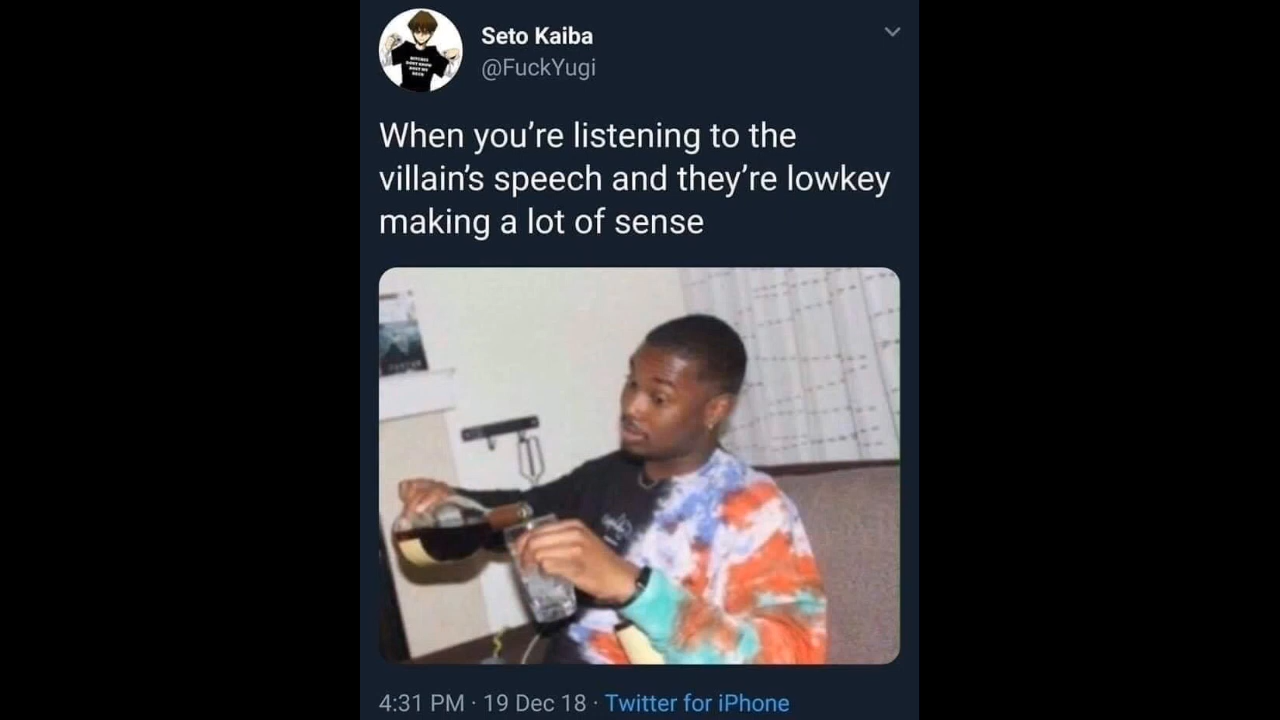 Seto Kaiba
@FuckYugi
When you’re listening to the
villain’s speech and they’re lowkey
making a lot of sense
4:31 PM · 19 Dec 18 · Twitter for iPhone